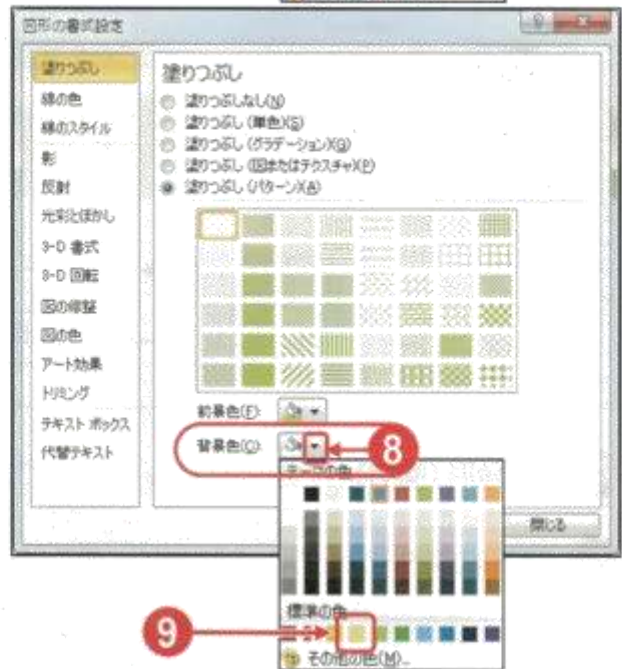 図形の書式設定
塗りつぶし
線の色
線のスタイル
影
反射
光彩とぼかし
3-D 書式
3-D 回転
図の修整
図の色
アート効果
トリミング
テキスト ボックス
代替テキスト
塗りつぶし
塗りつぶしなし(N)
塗りつぶし (単色)(S)
塗りつぶし (グラデーション)(G)
塗りつぶし (図またはテクスチャ)(P)
塗りつぶし (パターン)(A)
前景色(F):
背景色(C):
8
テーマの色
閉じる
標準の色
9
その他の色(M)...